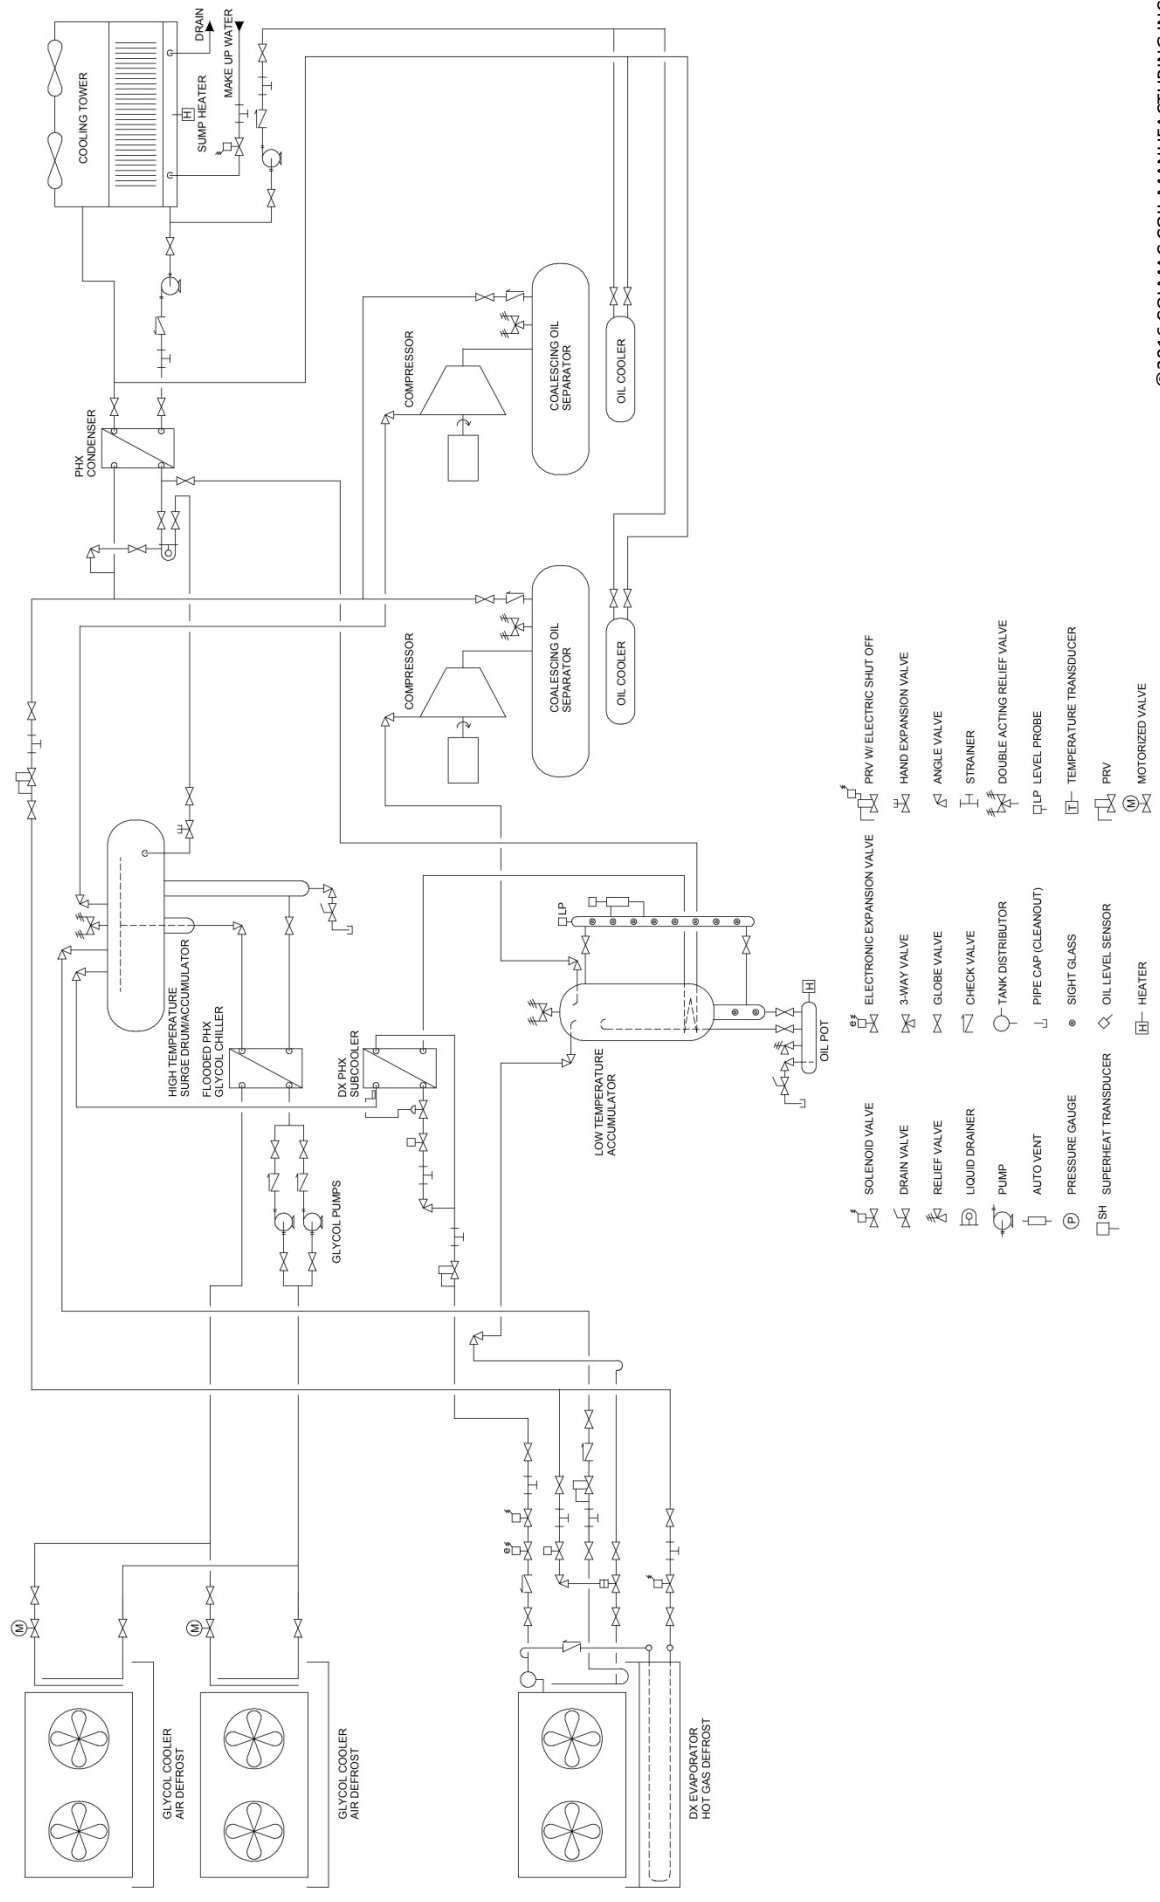 COOLING TOWER
DRAIN
MAKE UP WATER
SUMP HEATER
H
PHX
CONDENSER
COMPRESSOR
COALESCING OIL
SEPARATOR
OIL COOLER
COMPRESSOR
COALESCING OIL
SEPARATOR
OIL COOLER
HIGH TEMPERATURE
SURGE DRUM/ACCUMULATOR
FLOODED PHX
GLYCOL CHILLER
DX PHX
SUBCOOLER
GLYCOL PUMPS
LP
LOW TEMPERATURE
ACCUMULATOR
H
OIL POT
M
GLYCOL COOLER
AIR DEFROST
M
GLYCOL COOLER
AIR DEFROST
DX EVAPORATOR
HOT GAS DEFROST
SOLENOID VALVE
DRAIN VALVE
RELIEF VALVE
LIQUID DRAINER
PUMP
AUTO VENT
P PRESSURE GAUGE
SH SUPERHEAT TRANSDUCER
ELECTRONIC EXPANSION VALVE
3-WAY VALVE
GLOBE VALVE
CHECK VALVE
TANK DISTRIBUTOR
PIPE CAP (CLEANOUT)
SIGHT GLASS
OIL LEVEL SENSOR
H HEATER
PRV W/ ELECTRIC SHUT OFF
HAND EXPANSION VALVE
ANGLE VALVE
STRAINER
DOUBLE ACTING RELIEF VALVE
LP LEVEL PROBE
T TEMPERATURE TRANSDUCER
PRV
M MOTORIZED VALVE